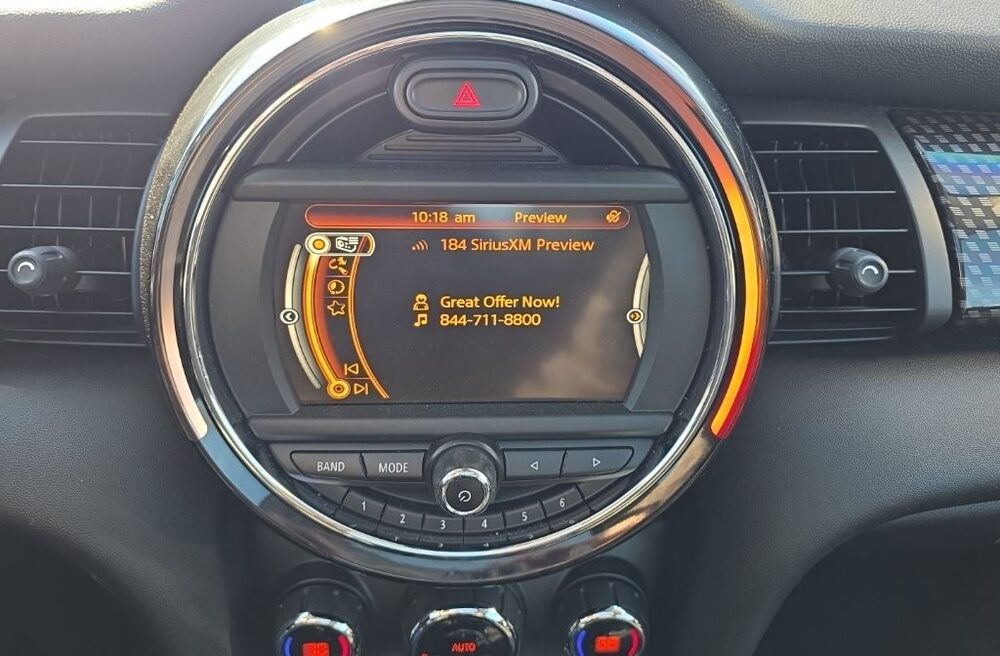 10:18 am Preview
184 SiriusXM Preview
Great Offer Now!
844-711-8800
BAND MODE
1 2 3 4 5 6
AUTO